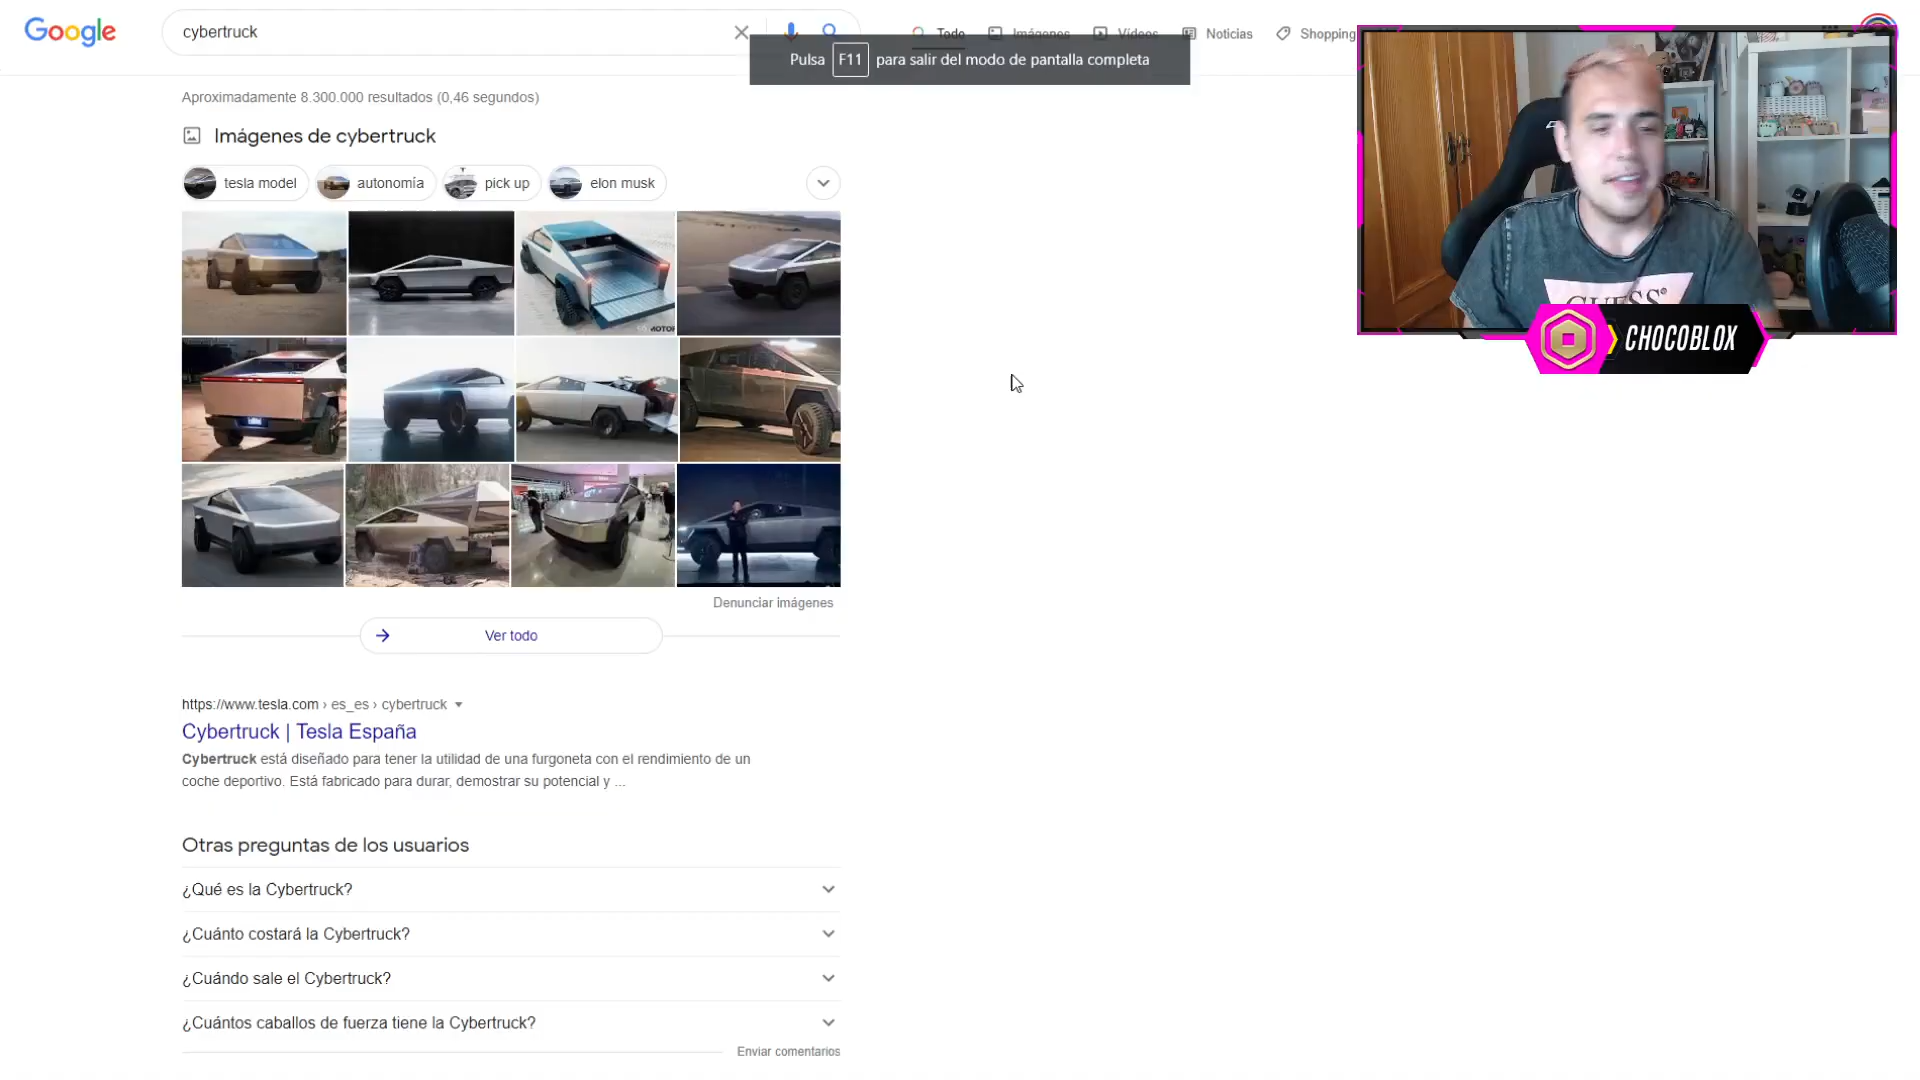 Google
cybertruck
Todo
Imágenes
Vídeos
Noticias
Shopping
Pulsa F11 para salir del modo de pantalla completa
Aproximadamente 8.300.000 resultados (0,46 segundos)
Imágenes de cybertruck
tesla model
autonomía
pick up
elon musk
Denunciar imágenes
Ver todo
https://www.tesla.com › es_es › cybertruck
Cybertruck | Tesla España
Cybertruck está diseñado para tener la utilidad de una furgoneta con el rendimiento de un
coche deportivo. Está fabricado para durar, demostrar su potencial y ...
Otras preguntas de los usuarios
¿Qué es la Cybertruck?
¿Cuánto costará la Cybertruck?
¿Cuándo sale el Cybertruck?
¿Cuántos caballos de fuerza tiene la Cybertruck?
Enviar comentarios
GUESS
CHOCOBLOX